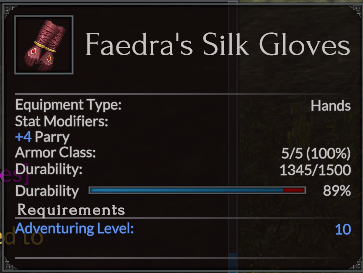 Faedra's Silk Gloves
Equipment Type: Hands
Stat Modifiers:
+4 Parry
Armor Class: 5/5 (100%)
Durability: 1345/1500
Durability 89%
Requirements
Adventuring Level: 10